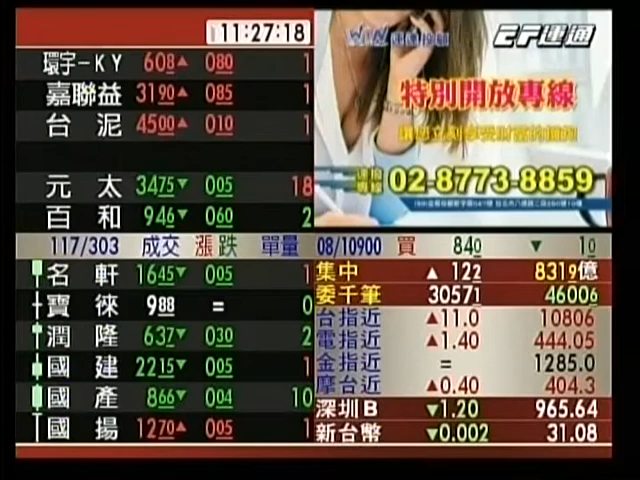 11:27:18
環宇-KY 608▲ 080 1
嘉聯益 3190▲ 085 1
台泥 4500▲ 010 1
元太 3475▼ 005 18
百和 946▼ 060 2
117/303 成交 漲跌 單量
名軒 1645▼ 005 1
寶徠 988 = 0
潤隆 637▼ 030 2
國建 2215▼ 005 1
國產 866▼ 004 10
國揚 1270▲ 005 1
運通
特別開放專線
02-8773-8859
08/10900 買 840 ▼ 10
集中 ▲ 122 8319億
委千筆 30571 46006
台指近 ▲11.0 10806
電指近 ▲1.40 444.05
金指近 = 1285.0
摩台近 ▲0.40 404.3
深圳B ▼1.20 965.64
新台幣 ▼0.002 31.08